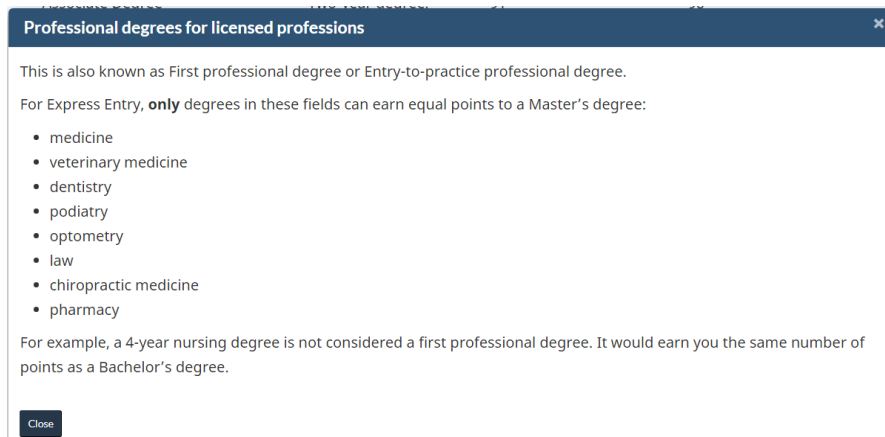 Professional degrees for licensed professions
×
This is also known as First professional degree or Entry-to-practice professional degree.
For Express Entry, only degrees in these fields can earn equal points to a Master's degree:
• medicine
• veterinary medicine
• dentistry
• podiatry
• optometry
• law
• chiropractic medicine
• pharmacy
For example, a 4-year nursing degree is not considered a first professional degree. It would earn you the same number of
points as a Bachelor's degree.
Close